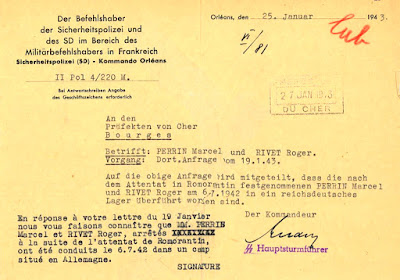 Der Befehlshaber
der Sicherheitspolizei und
des SD im Bereich des
Militärbefehlshabers in Frankreich
Sicherheitspolizei (SD) - Kommando Orléans
II Pol 4/220 M.
Bei Antwortschreiben Angabe
des Geschäftszeichens erforderlich
Orléans, den 25. Januar 1943.
VI/81
27 JAN 1943
DU CHER
An den
Präfekten von Cher
Bourges
Betrifft: PERRIN Marcel und RIVET Roger.
Vorgang: Dort.Anfrage vom 19.1.43.
Auf die obige Anfrage wird mitgeteilt, dass die nach
dem Attentat in Romorantin festgenommenen PERRIN Marcel
und RIVET Roger am 6.7.1942 in ein reichsdeutsches
Lager überführt worden sind.
Der Kommandeur
Hauptsturmführer
En réponse à votre lettre du 19 Janvier
nous vous faisons connaître que MM. PERRIN
Marcel et RIVET Roger, arrêtés
à la suite de l'attentat de Romorantin,
ont été conduits le 6.7.42 dans un camp
situé en Allemagne.
SIGNATURE